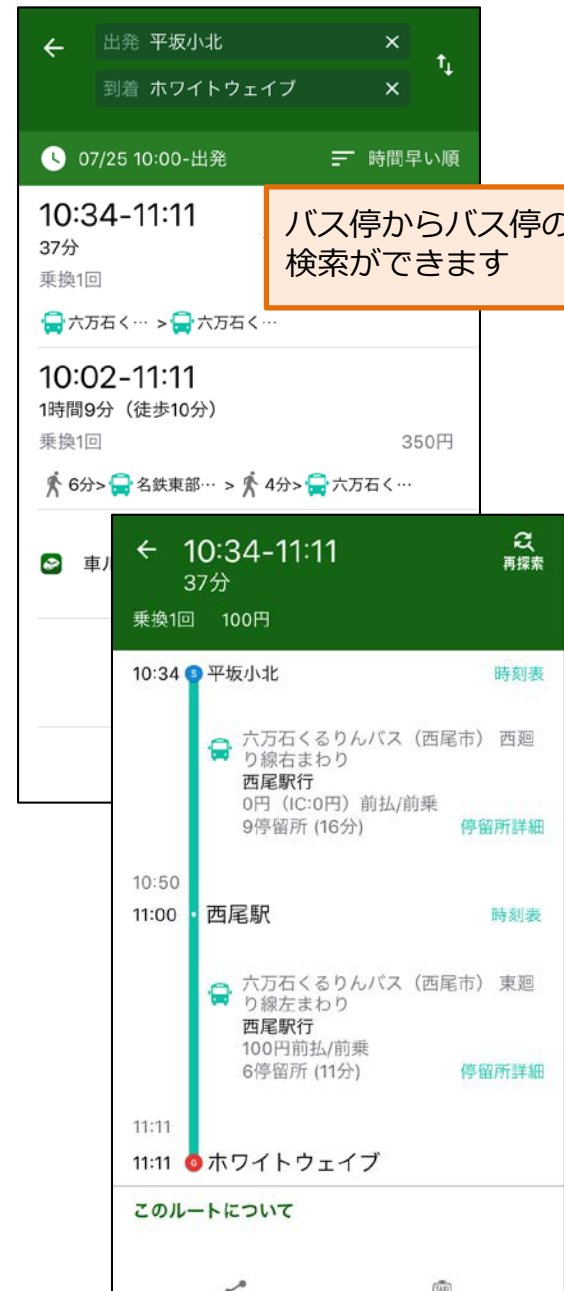 出発 平坂小北 ×
到着 ホワイトウェイブ ×
07/25 10:00-出発 時間早い順
10:34-11:11
37分
乗換1回
六万石く… > 六万石く…
バス停からバス停の
検索ができます
10:02-11:11
1時間9分（徒歩10分）
乗換1回 350円
6分> 名鉄東部… > 4分> 六万石く…
10:34-11:11
37分
再探索
乗換1回 100円
10:34 S 平坂小北 時刻表
六万石くるりんバス（西尾市） 西廻
り線右まわり
西尾駅行
0円（IC:0円）前払/前乗
9停留所 (16分) 停留所詳細
10:50
11:00 西尾駅 時刻表
六万石くるりんバス（西尾市） 東廻
り線左まわり
西尾駅行
100円前払/前乗
6停留所 (11分) 停留所詳細
11:11
11:11 G ホワイトウェイブ
このルートについて